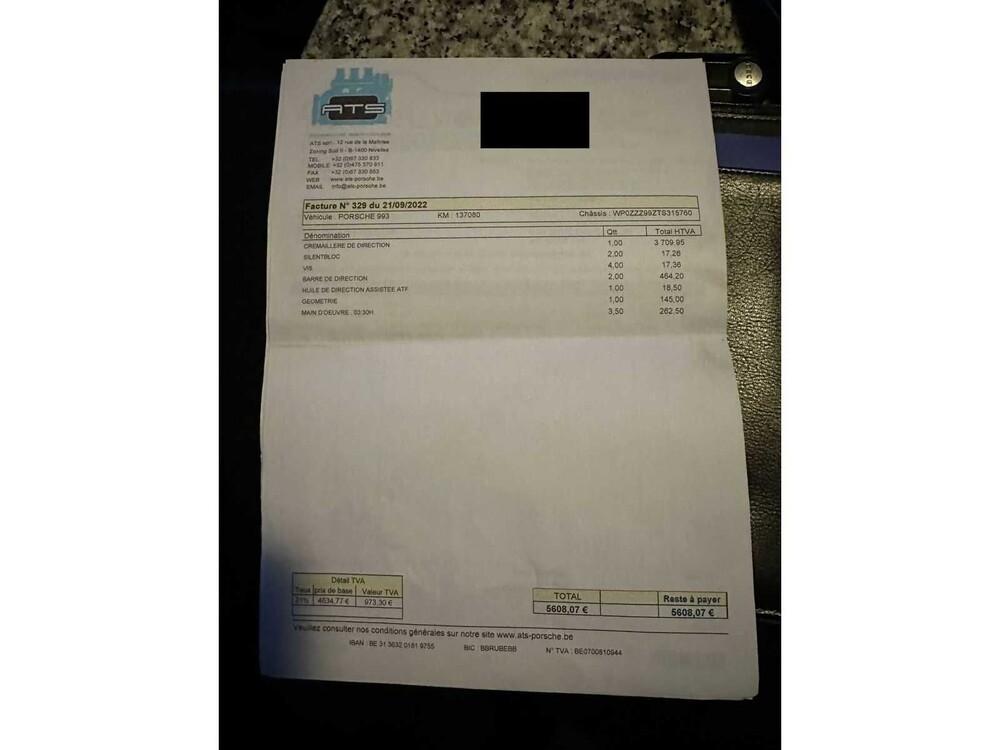 ATS
ATS sprl - 12 rue de la Maîtrise
Zoning Sud II - B-1400 Nivelles
TEL +32 (0)67 330 833
MOBILE +32 (0)475 370 911
FAX +32 (0)67 330 853
WEB www.ats-porsche.be
EMAIL info@ats-porsche.be
Facture N° 329 du 21/09/2022
Véhicule : PORSCHE 993 KM : 137080 Châssis : WP0ZZZ99ZTS315760
Dénomination Qtt Total HTVA
CREMAILLERE DE DIRECTION 1,00 3 709,95
SILENTBLOC 2,00 17,26
VIS 4,00 17,36
BARRE DE DIRECTION 2,00 464,20
HUILE DE DIRECTION ASSISTEE ATF 1,00 18,50
GEOMETRIE 1,00 145,00
MAIN D'OEUVRE : 03:30H 3,50 262,50
Détail TVA
Taux prix de base Valeur TVA
21% 4634,77 € 973,30 €
TOTAL Reste à payer
5608,07 € 5608,07 €
Veuillez consulter nos conditions générales sur notre site www.ats-porsche.be
IBAN : BE 31 3632 0181 9755 BIC : BBRUBEBB N° TVA : BE0700810944